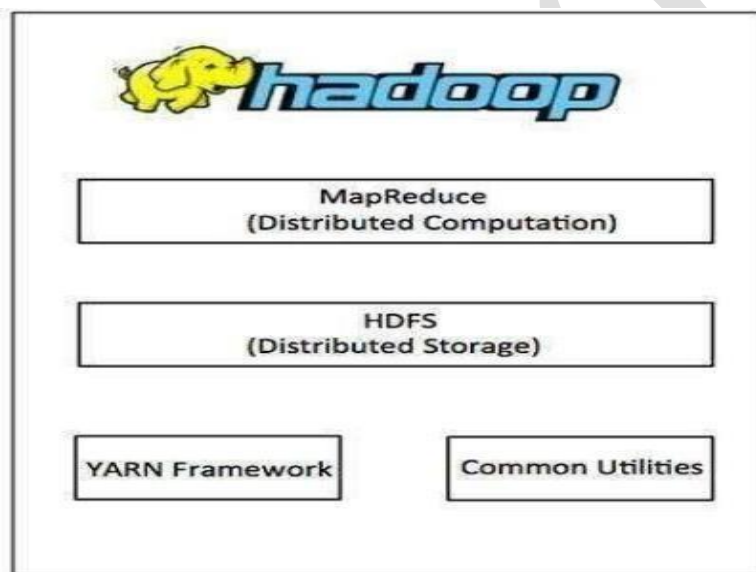 hadoop
MapReduce
(Distributed Computation)
HDFS
(Distributed Storage)
YARN Framework
Common Utilities